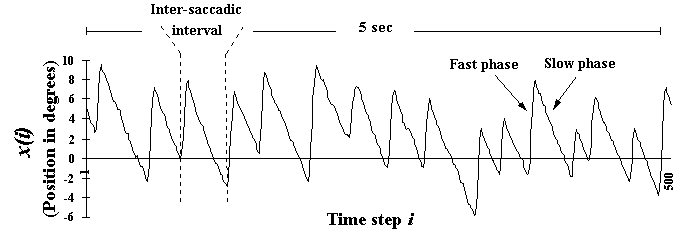 Inter-saccadic
interval
5 sec
Fast phase
Slow phase
x(i)
(Position in degrees)
10
8
6
4
2
0
-2
-4
-6
1
500
Time step i